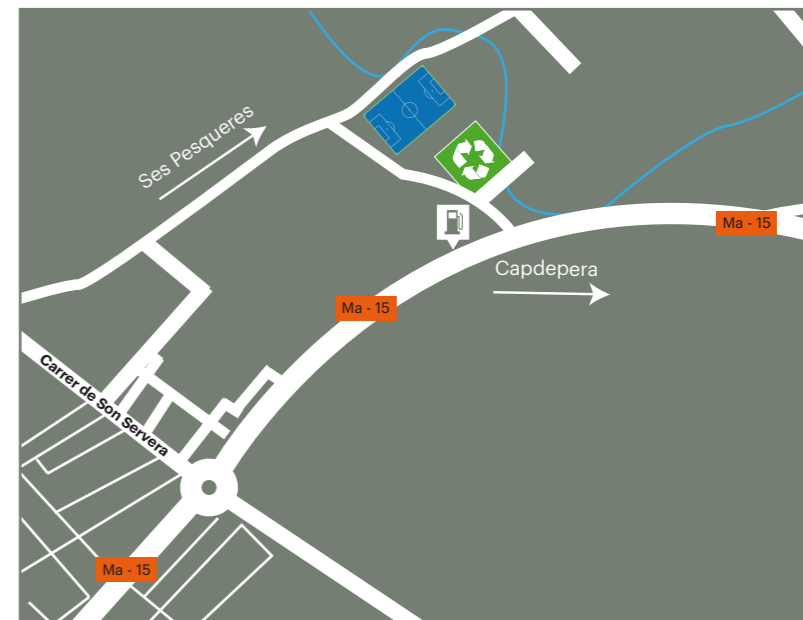 Ses Pesqueres
Ma - 15
Capdepera
Ma - 15
Carrer de Son Servera
Ma - 15